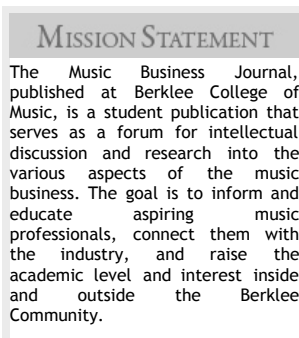 MISSION STATEMENT
The Music Business Journal,
published at Berklee College of
Music, is a student publication that
serves as a forum for intellectual
discussion and research into the
various aspects of the music
business. The goal is to inform and
educate aspiring music
professionals, connect them with
the industry, and raise the
academic level and interest inside
and outside the Berklee
Community.